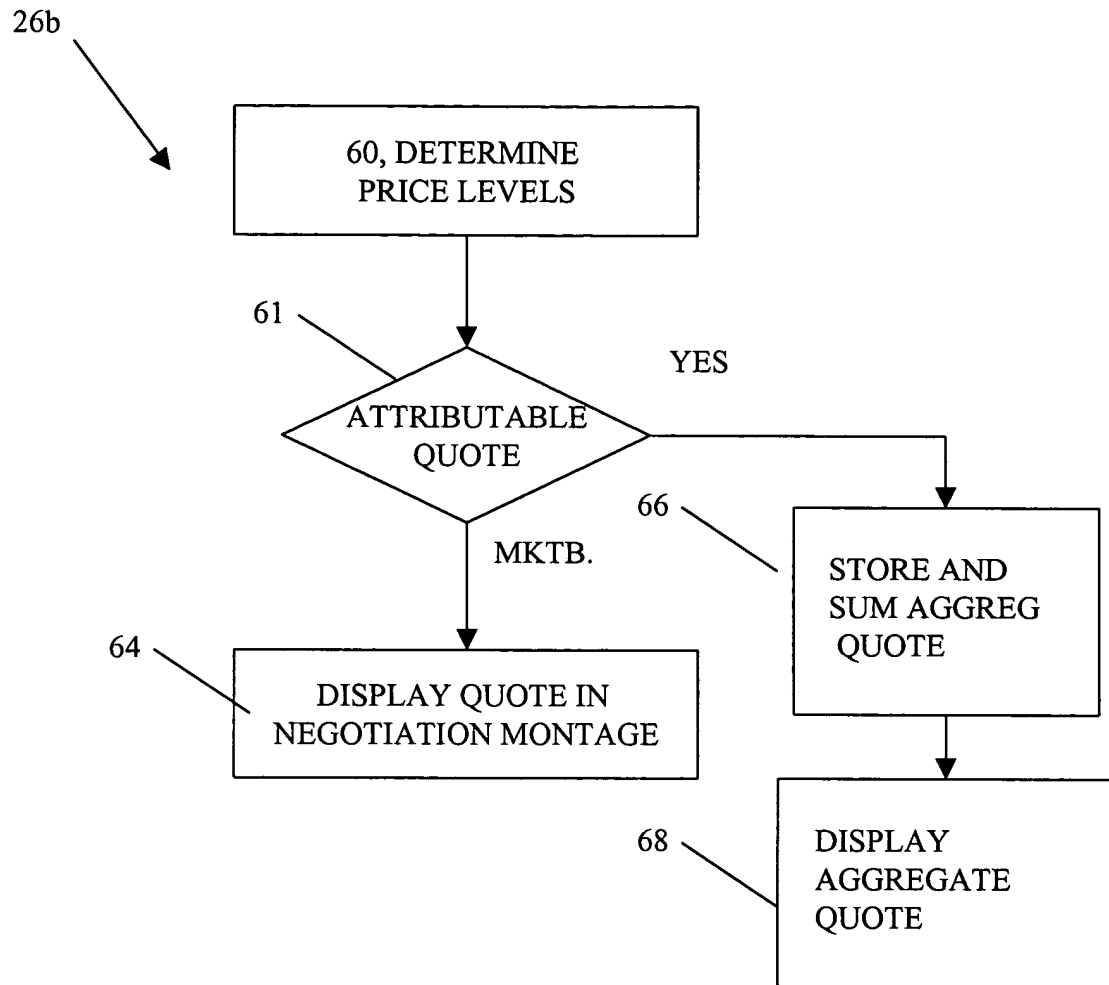 26b
60, DETERMINE
PRICE LEVELS
61
YES
ATTRIBUTABLE
QUOTE
66
MKTB.
STORE AND
SUM AGGREG
QUOTE
64
DISPLAY QUOTE IN
NEGOTIATION MONTAGE
68
DISPLAY
AGGREGATE
QUOTE